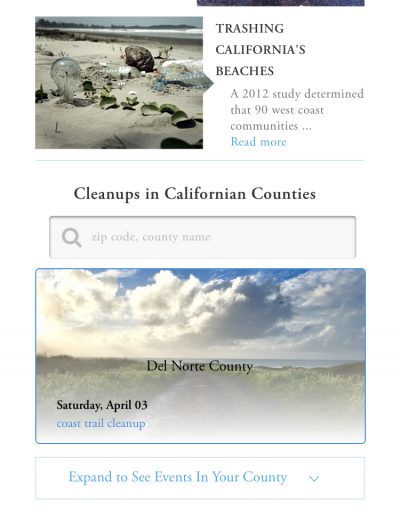 TRASHING
CALIFORNIA'S
BEACHES
A 2012 study determined
that 90 west coast
communities ...
Read more
Cleanups in Californian Counties
zip code, county name
Del Norte County
Saturday, April 03
coast trail cleanup
Expand to See Events In Your County